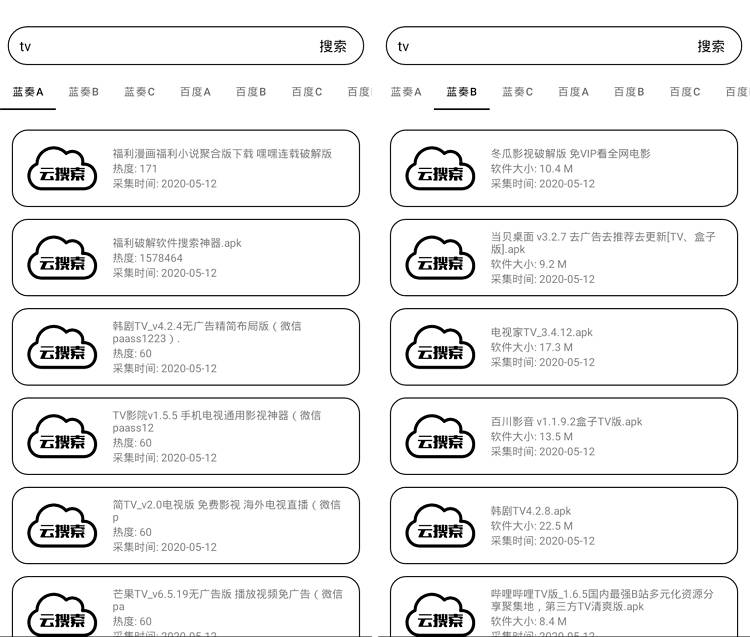 tv
搜索
蓝奏A
蓝奏B
蓝奏C
百度A
百度B
百度C
百度
云搜索
福利漫画福利小说聚合版下载 嘿嘿连载破解版
热度: 171
采集时间: 2020-05-12
云搜索
福利破解软件搜索神器.apk
热度: 1578464
采集时间: 2020-05-12
云搜索
韩剧TV_v4.2.4无广告精简布局版（微信
paass1223）.
热度: 60
采集时间: 2020-05-12
云搜索
TV影院v1.5.5 手机电视通用影视神器（微信
paass12
热度: 60
采集时间: 2020-05-12
云搜索
简TV_v2.0电视版 免费影视 海外电视直播（微信
p
热度: 60
采集时间: 2020-05-12
云搜索
芒果TV_v6.5.19无广告版 播放视频免广告（微信
pa
热度: 60
采集时间: 2020-05-12
tv
搜索
蓝奏A
蓝奏B
蓝奏C
百度A
百度B
百度C
百度
云搜索
冬瓜影视破解版 免VIP看全网电影
软件大小: 10.4 M
采集时间: 2020-05-12
云搜索
当贝桌面 v3.2.7 去广告去推荐去更新[TV、盒子
版].apk
软件大小: 9.2 M
采集时间: 2020-05-12
云搜索
电视家TV_3.4.12.apk
软件大小: 17.3 M
采集时间: 2020-05-12
云搜索
百川影音 v1.1.9.2盒子TV版.apk
软件大小: 13.5 M
采集时间: 2020-05-12
云搜索
韩剧TV4.2.8.apk
软件大小: 22.5 M
采集时间: 2020-05-12
云搜索
哔哩哔哩TV版_1.6.5国内最强B站多元化资源分
享聚集地，第三方TV清爽版.apk
软件大小: 8.4 M
采集时间: 2020-05-12